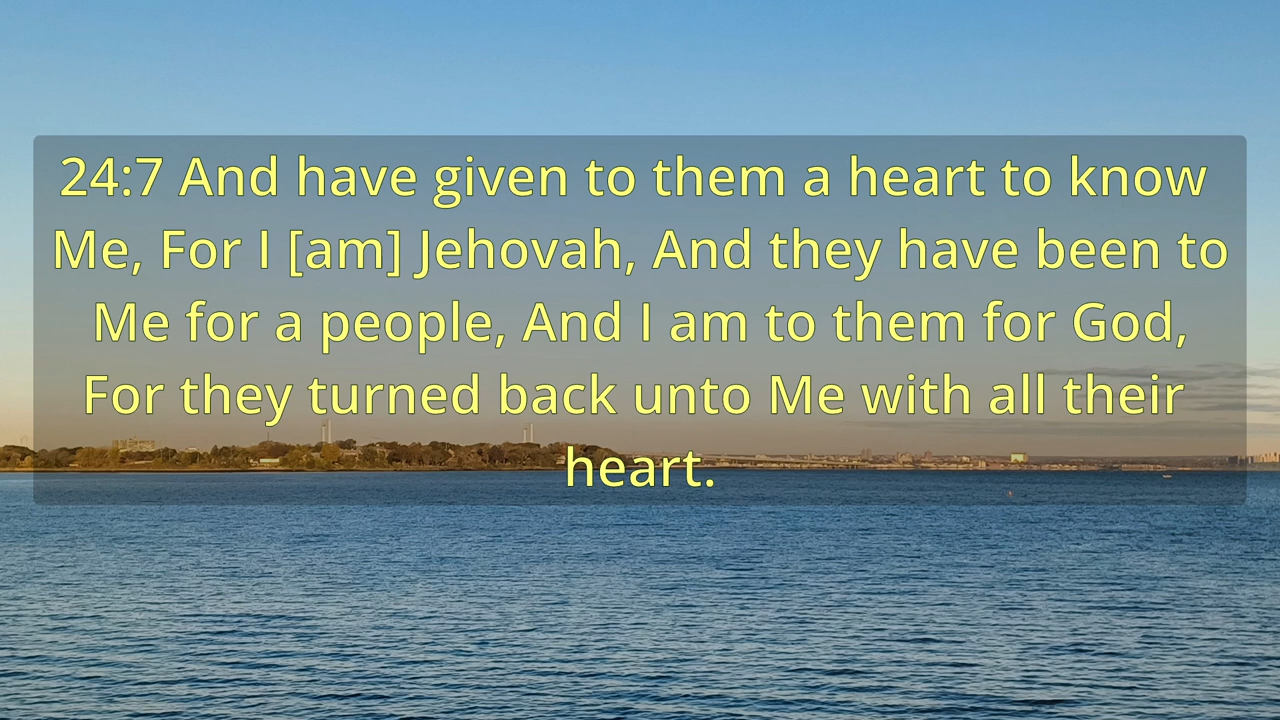 24:7 And have given to them a heart to know
Me, For I [am] Jehovah, And they have been to
Me for a people, And I am to them for God,
For they turned back unto Me with all their
heart.